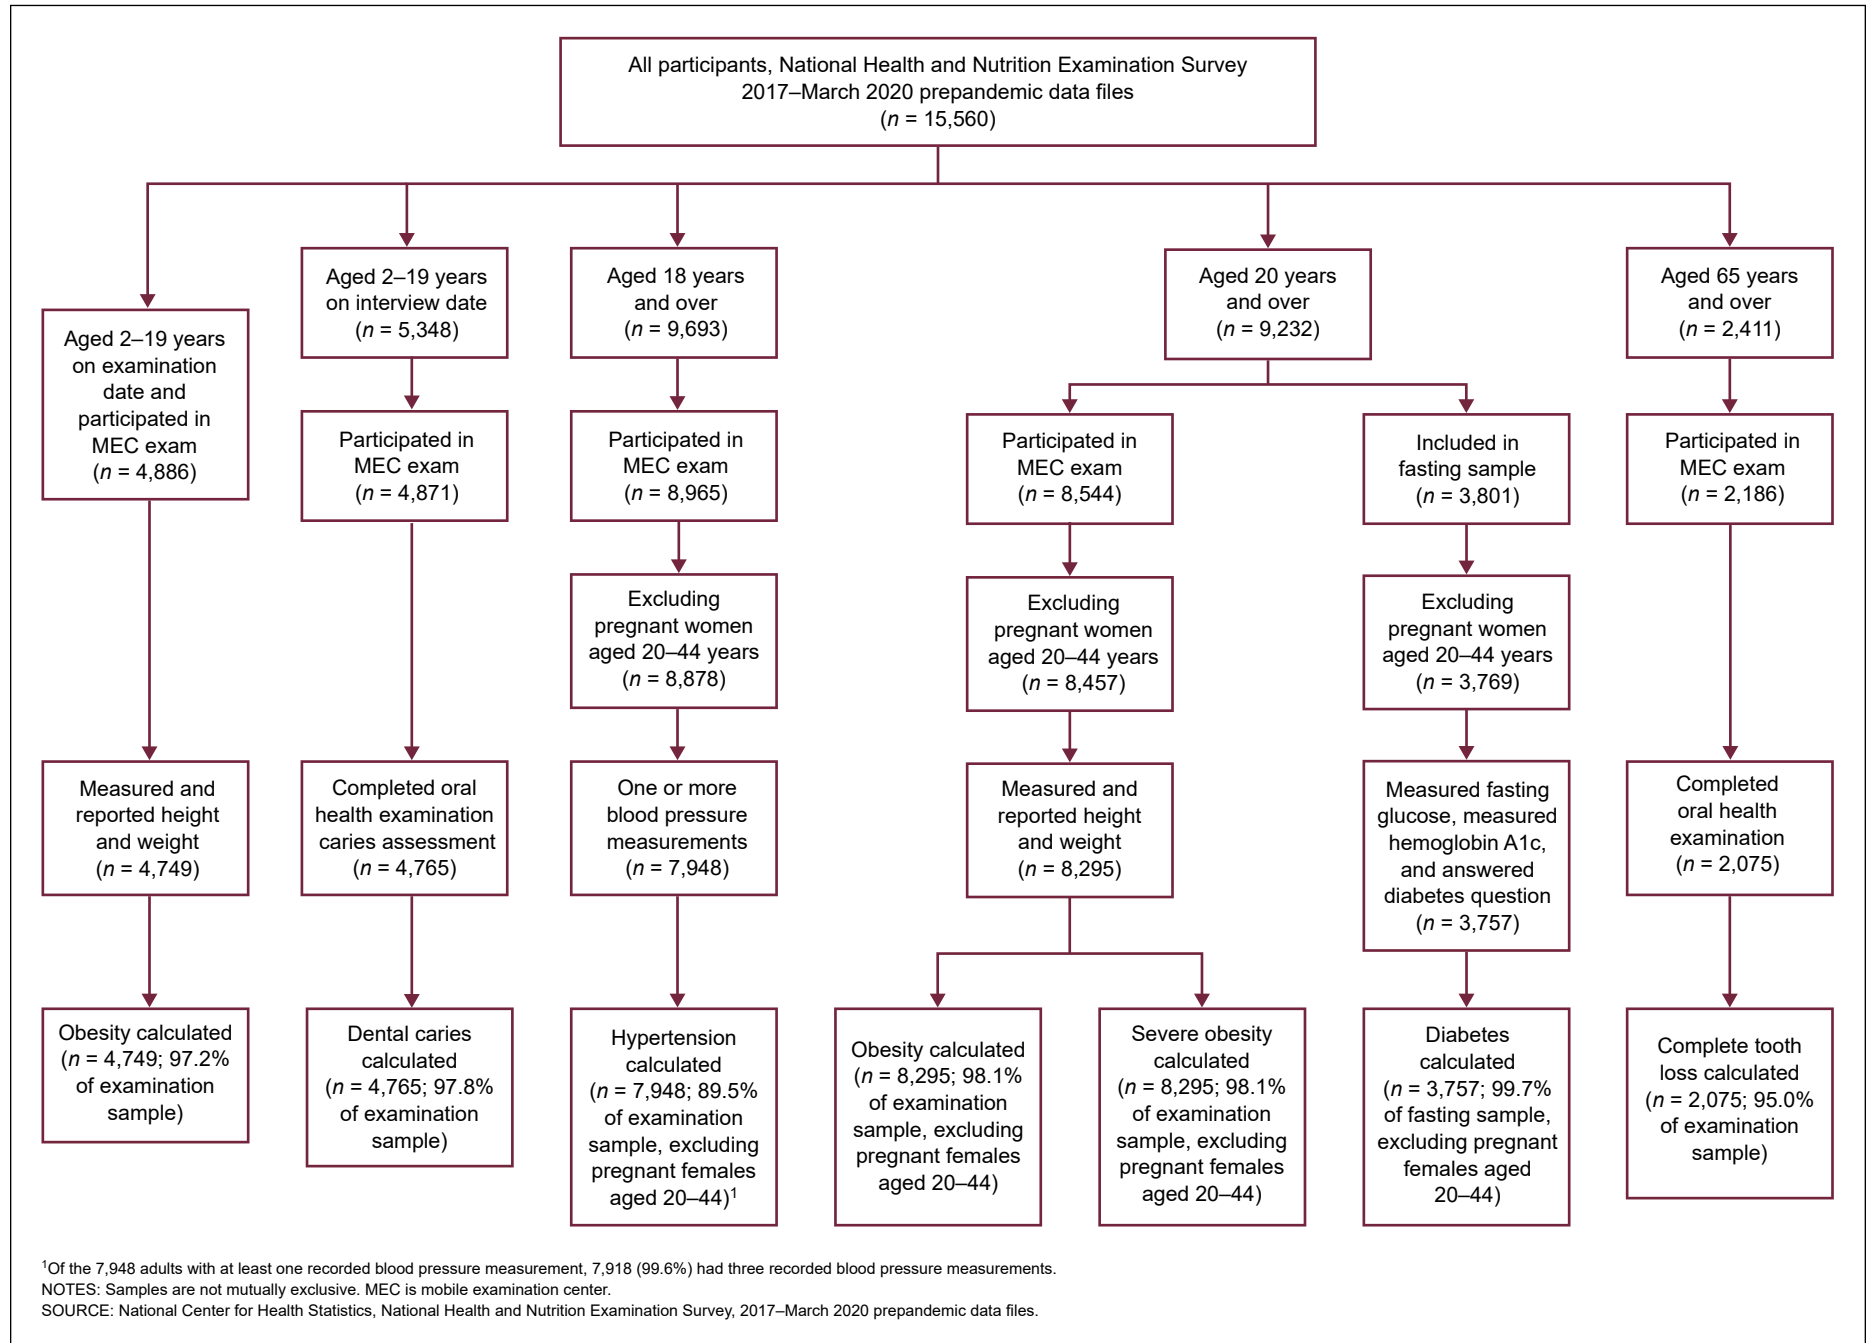 All participants, National Health and Nutrition Examination Survey
2017–March 2020 prepandemic data files
(n = 15,560)
Aged 2–19 years
on examination
date and
participated in
MEC exam
(n = 4,886)
Measured and
reported height
and weight
(n = 4,749)
Obesity calculated
(n = 4,749; 97.2%
of examination
sample)
Aged 2–19 years
on interview date
(n = 5,348)
Participated in
MEC exam
(n = 4,871)
Completed oral
health examination
caries assessment
(n = 4,765)
Dental caries
calculated
(n = 4,765; 97.8%
of examination
sample)
Aged 18 years
and over
(n = 9,693)
Participated in
MEC exam
(n = 8,965)
Excluding
pregnant women
aged 20–44 years
(n = 8,878)
One or more
blood pressure
measurements
(n = 7,948)
Hypertension
calculated
(n = 7,948; 89.5%
of examination
sample, excluding
pregnant females
aged 20–44)¹
Aged 20 years
and over
(n = 9,232)
Participated in
MEC exam
(n = 8,544)
Excluding
pregnant women
aged 20–44 years
(n = 8,457)
Measured and
reported height
and weight
(n = 8,295)
Obesity calculated
(n = 8,295; 98.1%
of examination
sample, excluding
pregnant females
aged 20–44)
Severe obesity
calculated
(n = 8,295; 98.1%
of examination
sample, excluding
pregnant females
aged 20–44)
Included in
fasting sample
(n = 3,801)
Excluding
pregnant women
aged 20–44 years
(n = 3,769)
Measured fasting
glucose, measured
hemoglobin A1c,
and answered
diabetes question
(n = 3,757)
Diabetes
calculated
(n = 3,757; 99.7%
of fasting sample,
excluding pregnant
females aged
20–44)
Aged 65 years
and over
(n = 2,411)
Participated in
MEC exam
(n = 2,186)
Completed
oral health
examination
(n = 2,075)
Complete tooth
loss calculated
(n = 2,075; 95.0%
of examination
sample)
¹Of the 7,948 adults with at least one recorded blood pressure measurement, 7,918 (99.6%) had three recorded blood pressure measurements.
NOTES: Samples are not mutually exclusive. MEC is mobile examination center.
SOURCE: National Center for Health Statistics, National Health and Nutrition Examination Survey, 2017–March 2020 prepandemic data files.